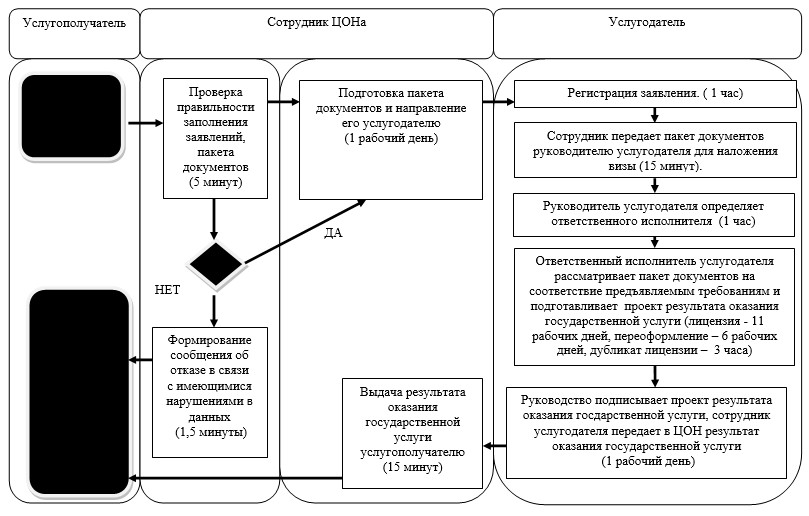 Услугополучатель
Сотрудник ЦОНа
Услугодатель
Проверка
правильности
заполнения
заявлений,
пакета
документов
(5 минут)
Подготовка пакета
документов и направление
его услугодателю
(1 рабочий день)
Регистрация заявления. ( 1 час)
Сотрудник передает пакет документов
руководителю услугодателя для наложения
визы (15 минут).
Руководитель услугодателя определяет
ответственного исполнителя (1 час)
ДА
НЕТ
Ответственный исполнитель услугодателя
рассматривает пакет документов на
соответствие предъявляемым требованиям и
подготавливает проект результата оказания
государственной услуги (лицензия - 11
рабочих дней, переоформление – 6 рабочих
дней, дубликат лицензии – 3 часа)
Формирование
сообщения об
отказе в связи
с имеющимися
нарушениями в
данных
(1,5 минуты)
Выдача результата
оказания
государственной
услуги
услугополучателю
(15 минут)
Руководство подписывает проект результата
оказания госдарственной услуги, сотрудник
услугодателя передает в ЦОН результат
оказания государственной услуги
(1 рабочий день)